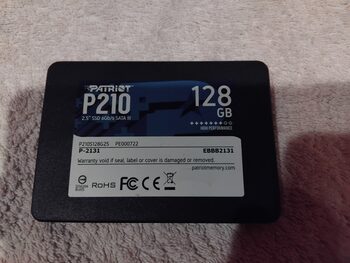 PATRIOT
P210
2.5" SSD 6Gb/s SATA III
128
GB
HIGH PERFORMANCE
P210S128G25 PE000722
P-2131 EBBB2131
Warranty void if seal, label or cover is damaged or removed.
patriotmemory.com
RoHS FC CE